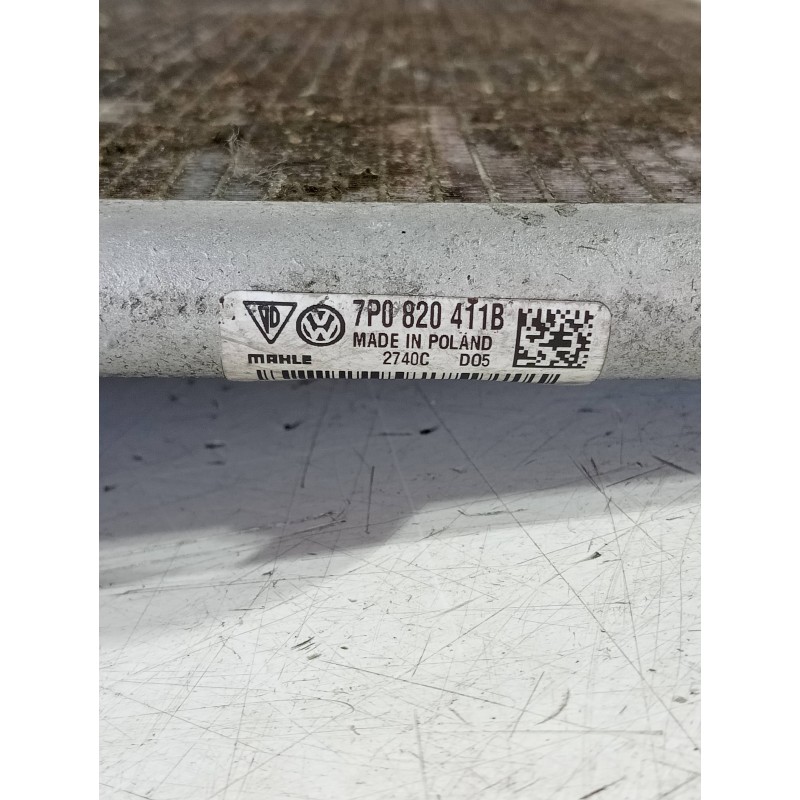 7P0 820 411B
MADE IN POLAND
MAHLE 2740C D05